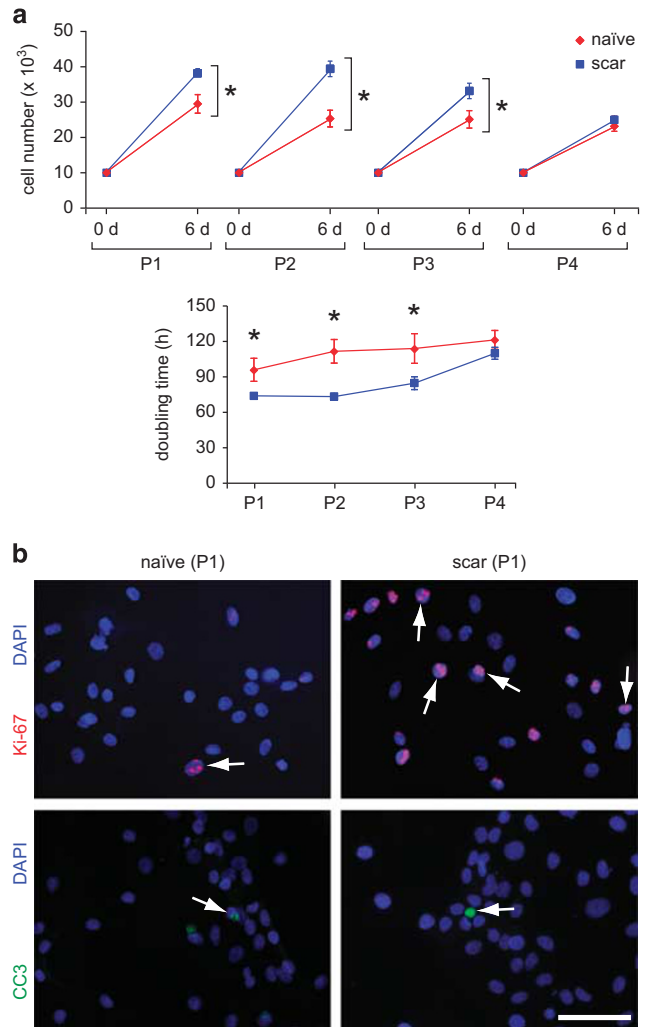 a
50
40
30
20
10
0
cell number (x 10³)
naïve
scar
*
*
*
0 d 6 d 0 d 6 d 0 d 6 d 0 d 6 d
P1 P2 P3 P4
150
120
90
60
30
0
doubling time (h)
* * *
P1 P2 P3 P4
b
naïve (P1) scar (P1)
Ki-67 DAPI
CC3 DAPI